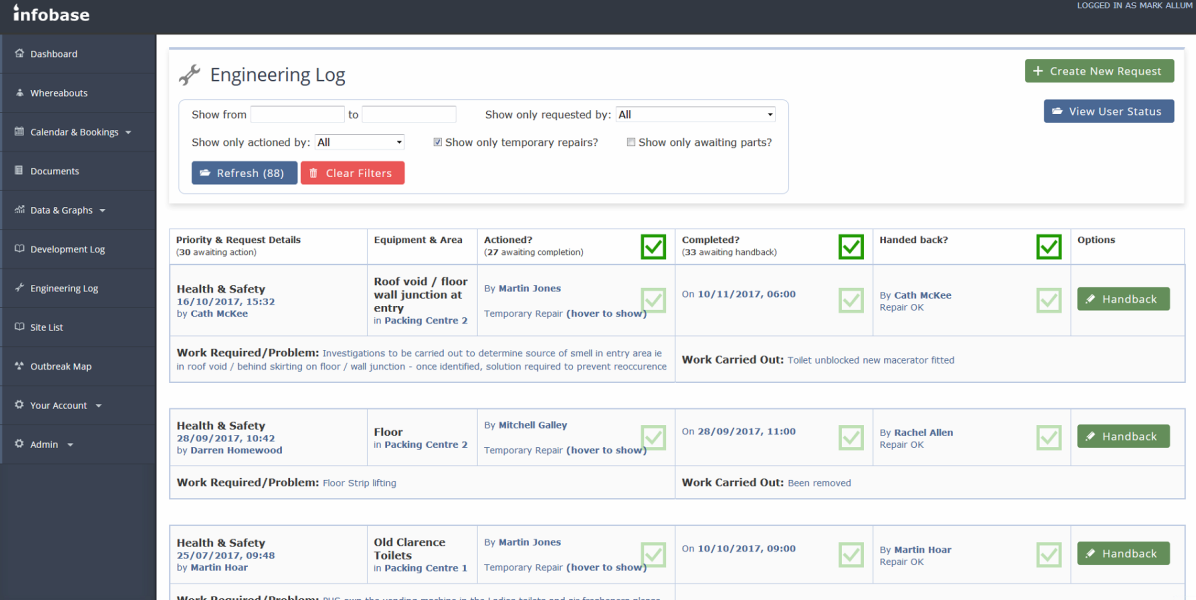 infobase
LOGGED IN AS MARK ALLUM
Dashboard
Whereabouts
Calendar & Bookings
Documents
Data & Graphs
Development Log
Engineering Log
Site List
Outbreak Map
Your Account
Admin
Engineering Log
Create New Request
View User Status
Show from to Show only requested by: All
Show only actioned by: All Show only temporary repairs? Show only awaiting parts?
Refresh (88) Clear Filters
Priority & Request Details
(30 awaiting action)
Equipment & Area
Actioned?
(27 awaiting completion)
Completed?
(33 awaiting handback)
Handed back?
Options
Health & Safety
16/10/2017, 15:32
by Cath McKee
Roof void / floor
wall junction at
entry
in Packing Centre 2
By Martin Jones
Temporary Repair (hover to show)
On 10/11/2017, 06:00
By Cath McKee
Repair OK
Handback
Work Required/Problem: Investigations to be carried out to determine source of smell in entry area ie
in roof void / behind skirting on floor / wall junction - once identified, solution required to prevent reoccurence
Work Carried Out: Toilet unblocked new macerator fitted
Health & Safety
28/09/2017, 10:42
by Darren Homewood
Floor
in Packing Centre 2
By Mitchell Galley
Temporary Repair (hover to show)
On 28/09/2017, 11:00
By Rachel Allen
Repair OK
Handback
Work Required/Problem: Floor Strip lifting
Work Carried Out: Been removed
Health & Safety
25/07/2017, 09:48
by Martin Hoar
Old Clarence
Toilets
in Packing Centre 1
By Martin Jones
Temporary Repair (hover to show)
On 10/10/2017, 09:00
By Martin Hoar
Repair OK
Handback
Work Required/Problem: